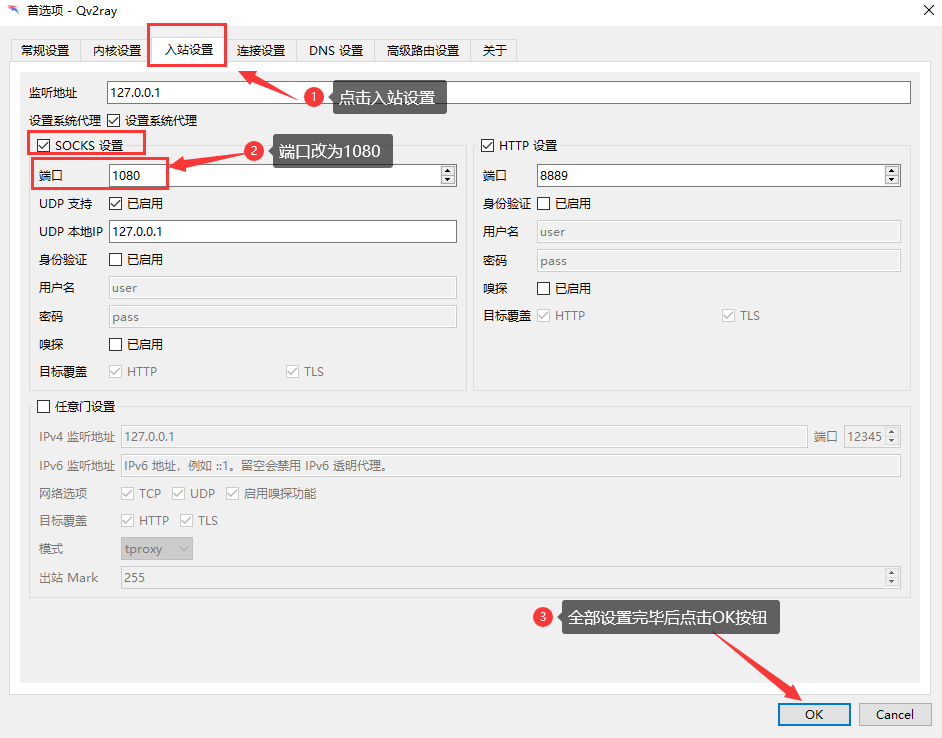 首选项 - Qv2ray
常规设置 内核设置 入站设置 连接设置 DNS 设置 高级路由设置 关于
1 点击入站设置
监听地址 127.0.0.1
设置系统代理 设置系统代理
SOCKS 设置
2 端口改为1080
端口 1080
UDP 支持 已启用
UDP 本地IP 127.0.0.1
身份验证 已启用
用户名 user
密码 pass
嗅探 已启用
目标覆盖 HTTP TLS
HTTP 设置
端口 8889
身份验证 已启用
用户名 user
密码 pass
嗅探 已启用
目标覆盖 HTTP TLS
任意门设置
IPv4 监听地址 127.0.0.1 端口 12345
IPv6 监听地址 IPv6 地址，例如 ::1。留空会禁用 IPv6 透明代理。
网络选项 TCP UDP 启用嗅探功能
目标覆盖 HTTP TLS
模式 tproxy
出站 Mark 255
3 全部设置完毕后点击OK按钮
OK Cancel